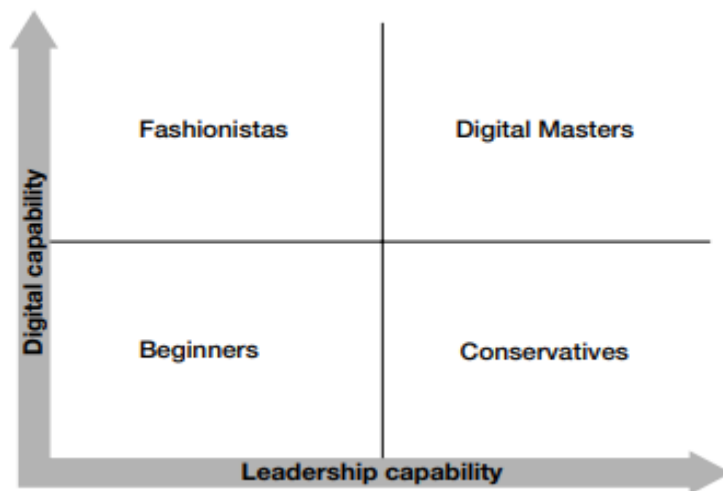 Fashionistas
Digital Masters
Digital capability
Beginners
Conservatives
Leadership capability